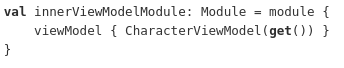 val innerViewModelModule: Module = module {
    viewModel { CharacterViewModel(get()) }
}